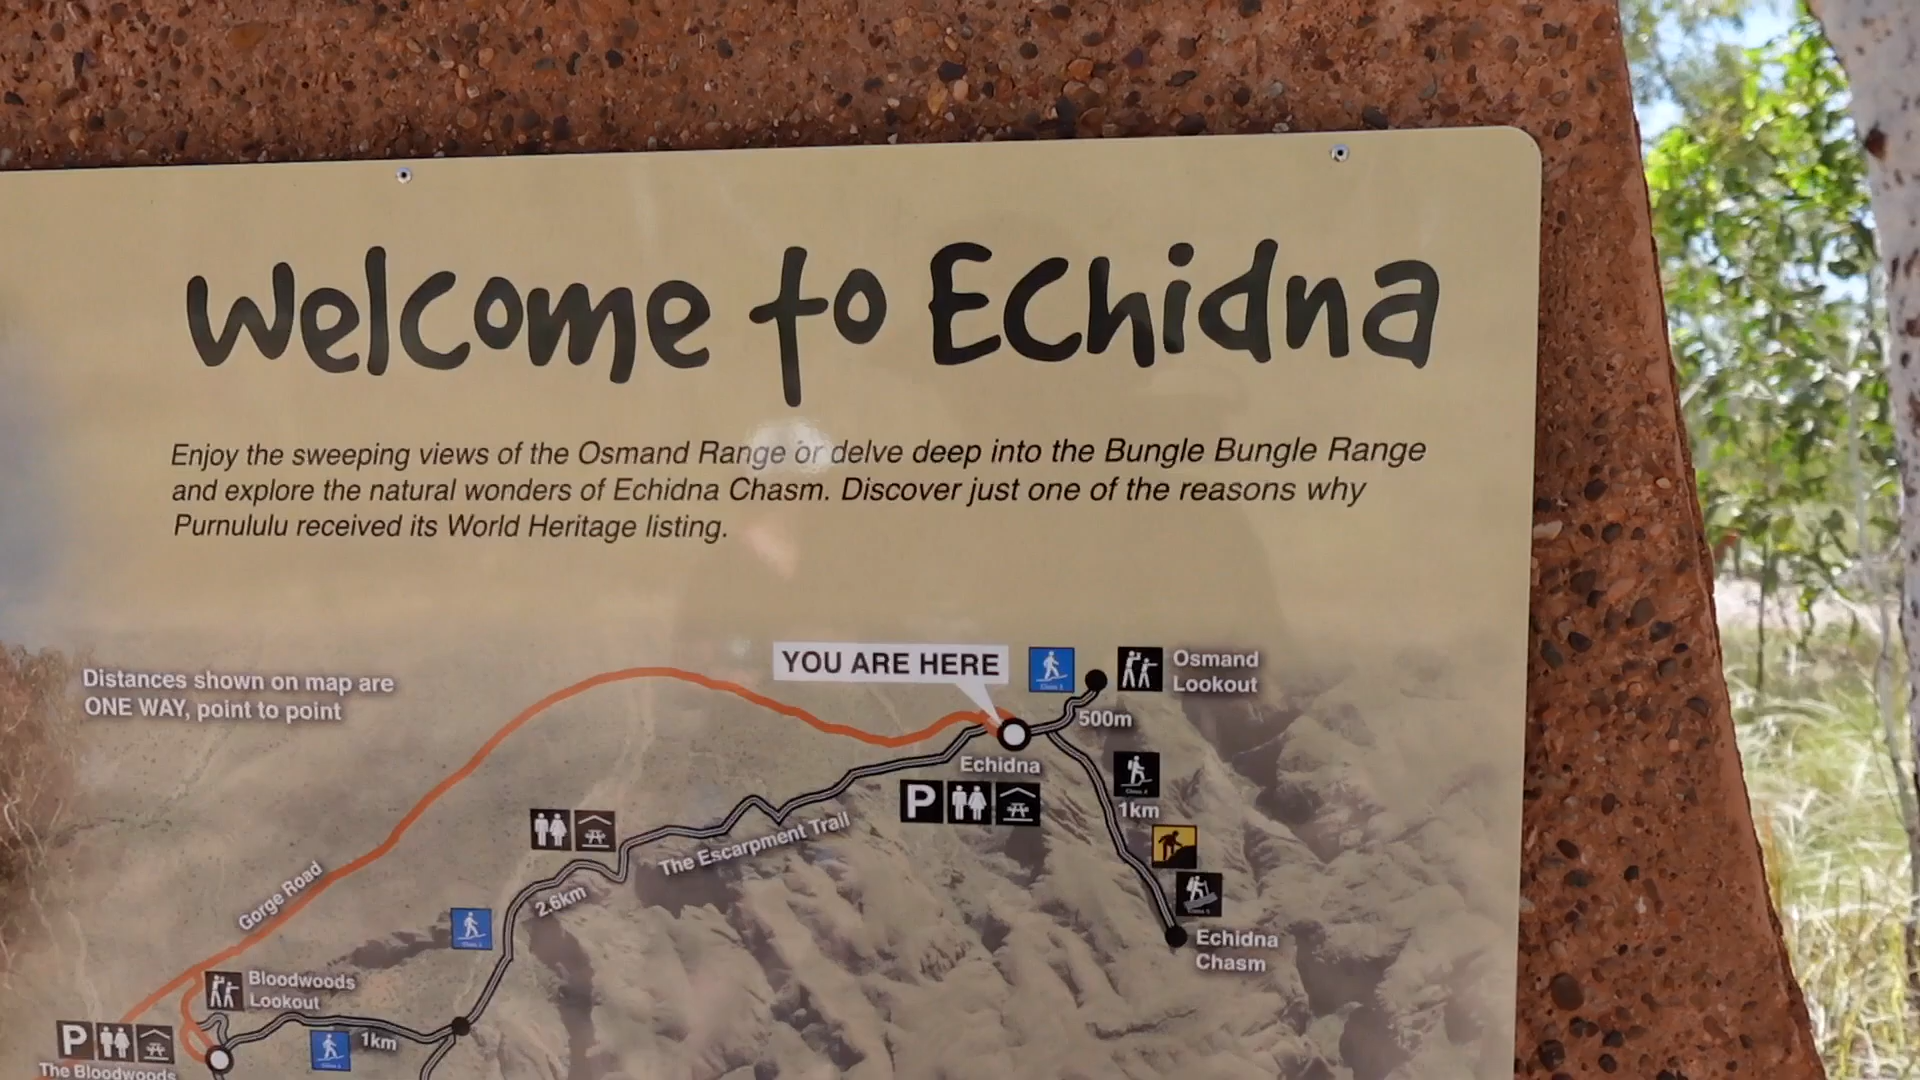 Welcome to Echidna
Enjoy the sweeping views of the Osmand Range or delve deep into the Bungle Bungle Range
and explore the natural wonders of Echidna Chasm. Discover just one of the reasons why
Purnululu received its World Heritage listing.
Distances shown on map are
ONE WAY, point to point
YOU ARE HERE
Osmand
Lookout
500m
Echidna
P
1km
The Escarpment Trail
2.6km
Gorge Road
Echidna
Chasm
Bloodwoods
Lookout
1km
P
The Bloodwoods